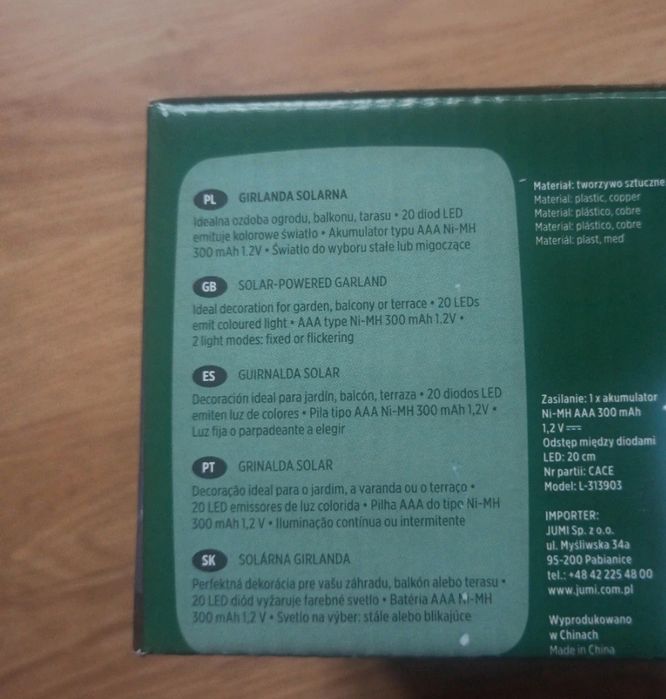 PL GIRLANDA SOLARNA
Idealna ozdoba ogrodu, balkonu, tarasu • 20 diod LED
emituje kolorowe światło • Akumulator typu AAA Ni-MH
300 mAh 1.2V • Światło do wyboru stałe lub migoczące
GB SOLAR-POWERED GARLAND
Ideal decoration for garden, balcony or terrace • 20 LEDs
emit coloured light • AAA type Ni-MH 300 mAh 1.2V •
2 light modes: fixed or flickering
ES GUIRNALDA SOLAR
Decoración ideal para jardín, balcón, terraza • 20 diodos LED
emiten luz de colores • Pila tipo AAA Ni-MH 300 mAh 1,2V •
Luz fija o parpadeante a elegir
PT GRINALDA SOLAR
Decoração ideal para o jardim, a varanda ou o terraço •
20 LED emissores de luz colorida • Pilha AAA do tipo Ni-MH
300 mAh 1,2 V • Iluminação contínua ou intermitente
SK SOLÁRNA GIRLANDA
Perfektná dekorácia pre vašu záhradu, balkón alebo terasu •
20 LED diód vyžaruje farebné svetlo • Batéria AAA Ni-MH
300 mAh 1,2 V • Svetlo na výber: stále alebo blikajúce
Materiał: tworzywo sztuczne
Material: plastic, copper
Material: plástico, cobre
Material: plástico, cobre
Materiál: plast, meď
Zasilanie: 1 x akumulator
Ni-MH AAA 300 mAh
1,2 V ⎓
Odstęp między diodami
LED: 20 cm
Nr partii: CACE
Model: L-313903
IMPORTER:
JUMI Sp. z o.o.
ul. Myśliwska 34a
95-200 Pabianice
tel.: +48 42 225 48 00
www.jumi.com.pl
Wyprodukowano
w Chinach
Made in China